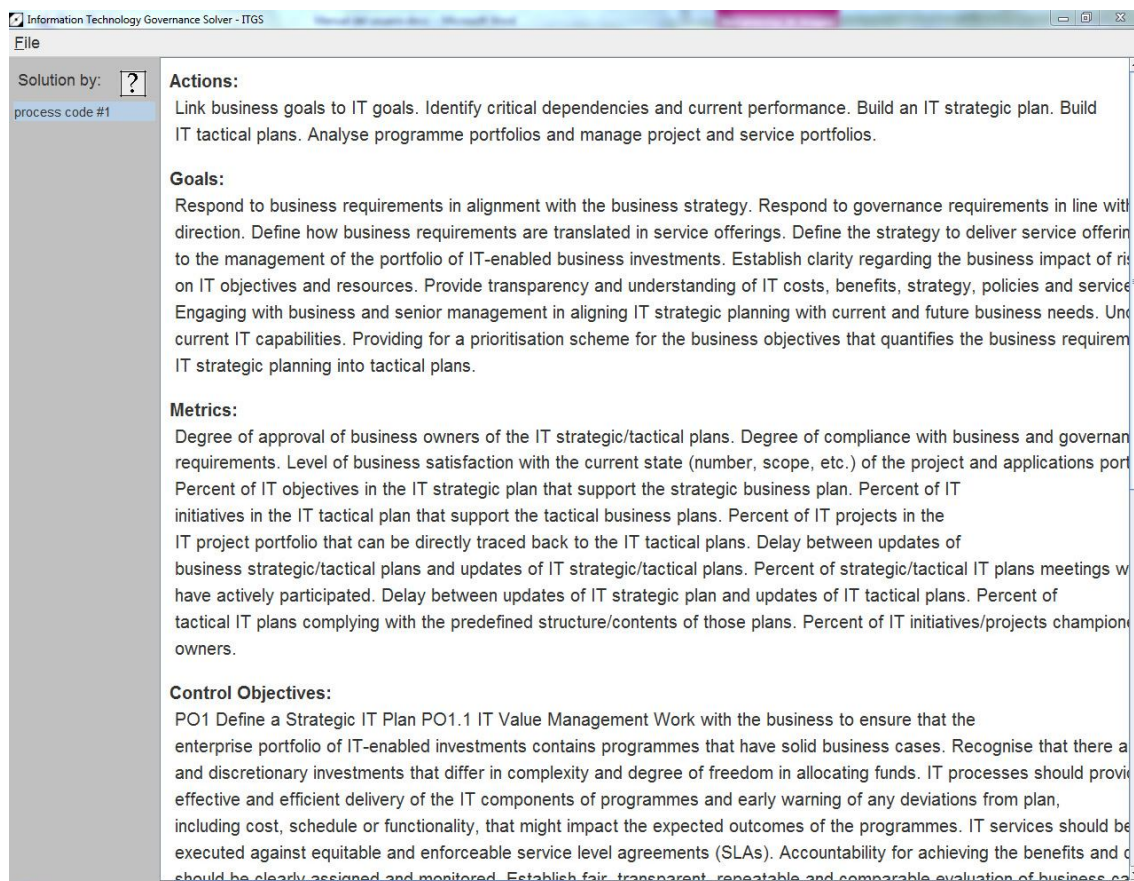 Information Technology Governance Solver - ITGS
File
Solution by: ?
process code #1
Actions:
Link business goals to IT goals. Identify critical dependencies and current performance. Build an IT strategic plan. Build
IT tactical plans. Analyse programme portfolios and manage project and service portfolios.
Goals:
Respond to business requirements in alignment with the business strategy. Respond to governance requirements in line with
direction. Define how business requirements are translated in service offerings. Define the strategy to deliver service
to the management of the portfolio of IT-enabled business investments. Establish clarity regarding the business impact of
on IT objectives and resources. Provide transparency and understanding of IT costs, benefits, strategy, policies and service
Engaging with business and senior management in aligning IT strategic planning with current and future business needs.
current IT capabilities. Providing for a prioritisation scheme for the business objectives that quantifies the business
IT strategic planning into tactical plans.
Metrics:
Degree of approval of business owners of the IT strategic/tactical plans. Degree of compliance with business and
requirements. Level of business satisfaction with the current state (number, scope, etc.) of the project and applications
Percent of IT objectives in the IT strategic plan that support the strategic business plan. Percent of IT
initiatives in the IT tactical plan that support the tactical business plans. Percent of IT projects in the
IT project portfolio that can be directly traced back to the IT tactical plans. Delay between updates of
business strategic/tactical plans and updates of IT strategic/tactical plans. Percent of strategic/tactical IT plans meetings
have actively participated. Delay between updates of IT strategic plan and updates of IT tactical plans. Percent of
tactical IT plans complying with the predefined structure/contents of those plans. Percent of IT initiatives/projects
owners.
Control Objectives:
PO1 Define a Strategic IT Plan PO1.1 IT Value Management Work with the business to ensure that the
enterprise portfolio of IT-enabled investments contains programmes that have solid business cases. Recognise that there
and discretionary investments that differ in complexity and degree of freedom in allocating funds. IT processes should
effective and efficient delivery of the IT components of programmes and early warning of any deviations from plan,
including cost, schedule or functionality, that might impact the expected outcomes of the programmes. IT services should be
executed against equitable and enforceable service level agreements (SLAs). Accountability for achieving the benefits and
should be clearly assigned and monitored. Establish fair, transparent, repeatable and comparable evaluation of business